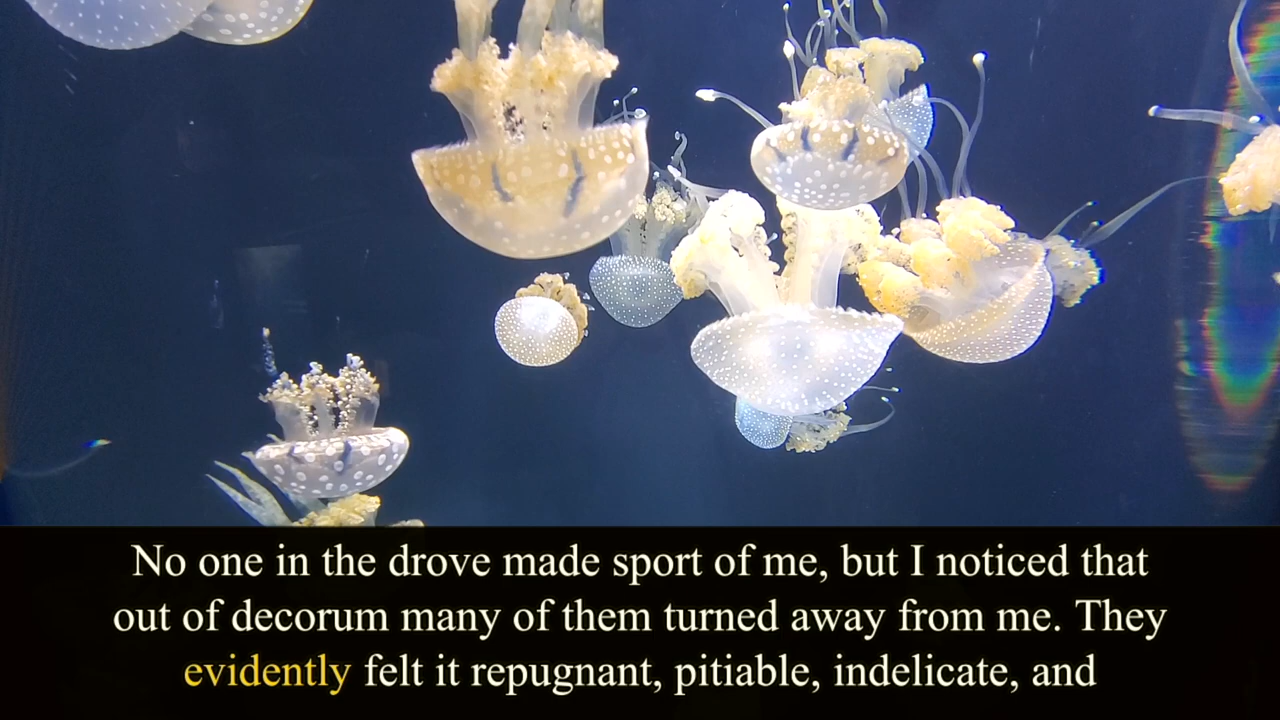 No one in the drove made sport of me, but I noticed that
out of decorum many of them turned away from me. They
evidently felt it repugnant, pitiable, indelicate, and